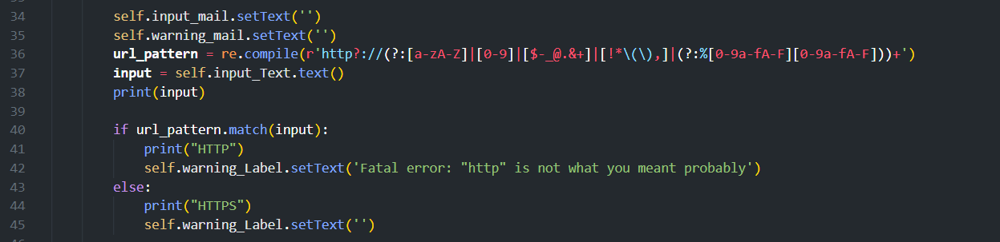 34 self.input_mail.setText('')
35 self.warning_mail.setText('')
36 url_pattern = re.compile(r'http?://(?:[a-zA-Z]|[0-9]|[$-_@.&+]|[!*\(\),]|(?:%[0-9a-fA-F][0-9a-fA-F]))+')
37 input = self.input_Text.text()
38 print(input)
39
40 if url_pattern.match(input):
41 print("HTTP")
42 self.warning_Label.setText('Fatal error: "http" is not what you meant probably')
43 else:
44 print("HTTPS")
45 self.warning_Label.setText('')